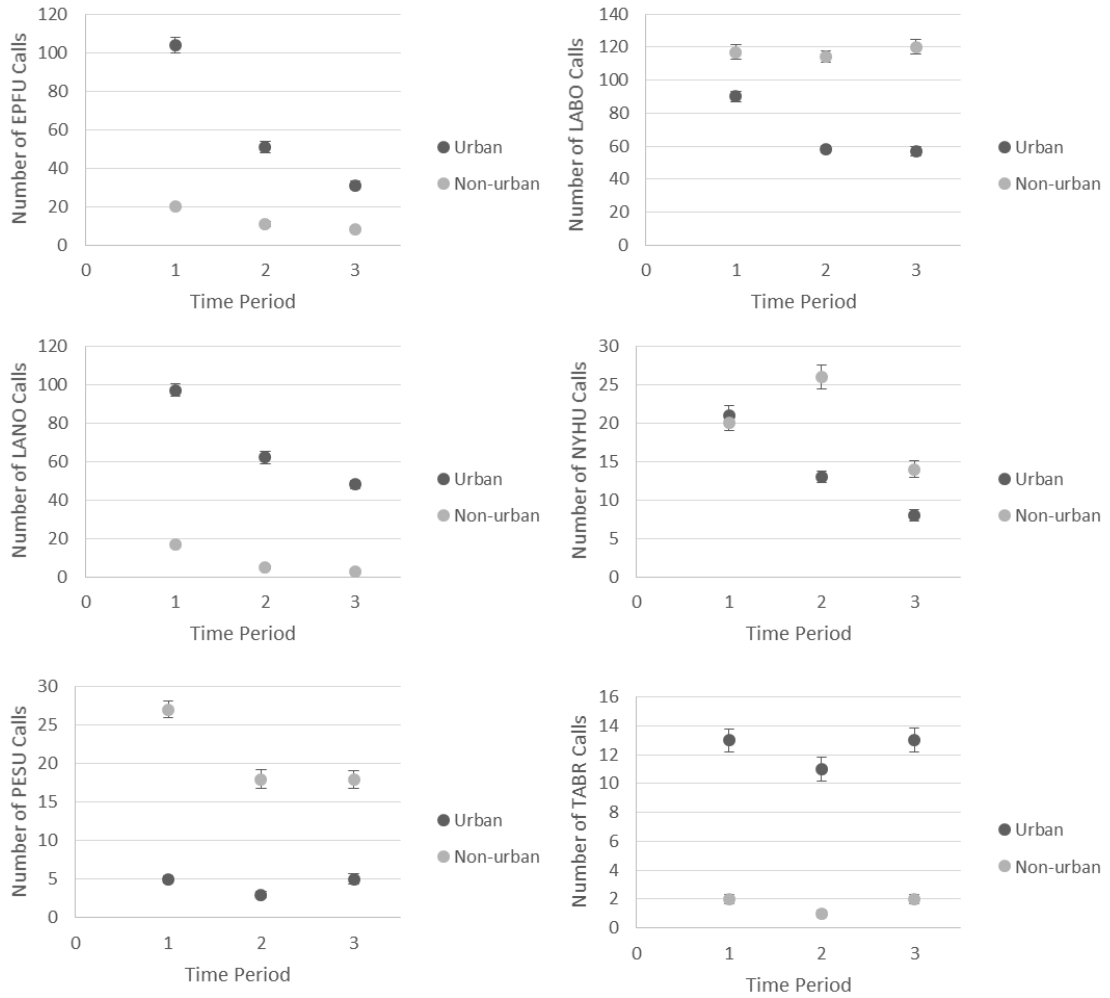 Number of EPFU Calls
120
100
80
60
40
20
0
0 1 2 3
Time Period
Urban
Non-urban
Number of LABO Calls
140
120
100
80
60
40
20
0
0 1 2 3
Time Period
Urban
Non-urban
Number of LANO Calls
120
100
80
60
40
20
0
0 1 2 3
Time Period
Urban
Non-urban
Number of NYHU Calls
30
25
20
15
10
5
0
0 1 2 3
Time Period
Urban
Non-urban
Number of PESU Calls
30
25
20
15
10
5
0
0 1 2 3
Time Period
Urban
Non-urban
Number of TABR Calls
16
14
12
10
8
6
4
2
0
0 1 2 3
Time Period
Urban
Non-urban